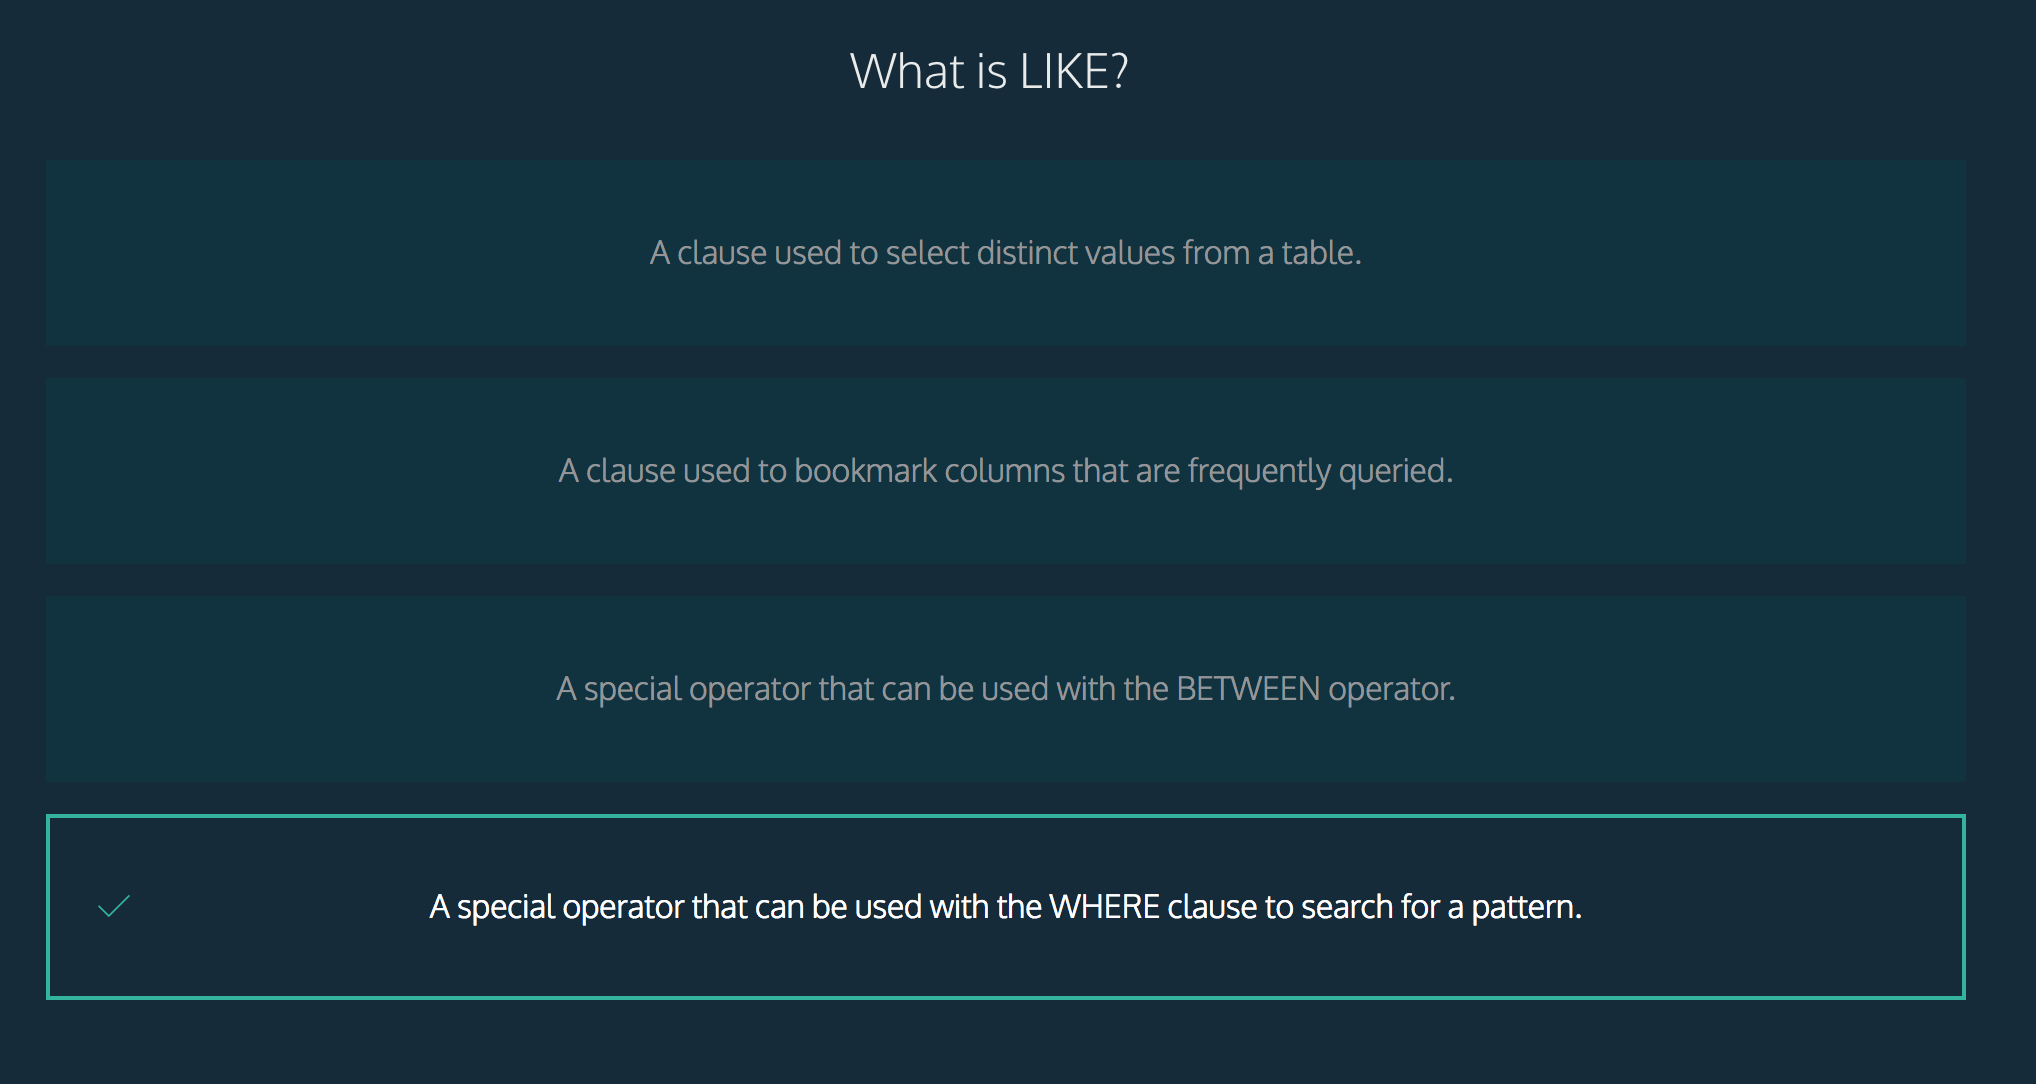 What is LIKE?
A clause used to select distinct values from a table.
A clause used to bookmark columns that are frequently queried.
A special operator that can be used with the BETWEEN operator.
A special operator that can be used with the WHERE clause to search for a pattern.